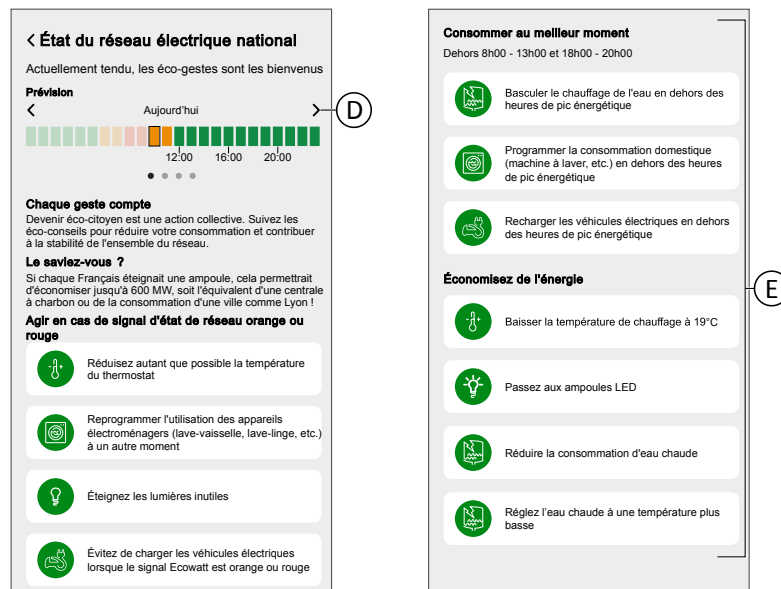 État du réseau électrique national
Actuellement tendu, les éco-gestes sont les bienvenus
Prévision
Aujourd'hui
D
12:00 16:00 20:00
Chaque geste compte
Devenir éco-citoyen est une action collective. Suivez les
éco-conseils pour réduire votre consommation et contribuer
à la stabilité de l'ensemble du réseau.
Le saviez-vous ?
Si chaque Français éteignait une ampoule, cela permettrait
d'économiser jusqu'à 600 MW, soit l'équivalent d'une centrale
à charbon ou de la consommation d'une ville comme Lyon !
Agir en cas de signal d'état de réseau orange ou
rouge
Réduisez autant que possible la température
du thermostat
Reprogrammer l'utilisation des appareils
électroménagers (lave-vaisselle, lave-linge, etc.)
à un autre moment
Éteignez les lumières inutiles
Évitez de charger les véhicules électriques
lorsque le signal Ecowatt est orange ou rouge
Consommer au meilleur moment
Dehors 8h00 - 13h00 et 18h00 - 20h00
Basculer le chauffage de l'eau en dehors des
heures de pic énergétique
Programmer la consommation domestique
(machine à laver, etc.) en dehors des heures
de pic énergétique
Recharger les véhicules électriques en dehors
des heures de pic énergétique
Économisez de l'énergie
E
Baisser la température de chauffage à 19°C
Passez aux ampoules LED
Réduire la consommation d'eau chaude
Réglez l'eau chaude à une température plus
basse